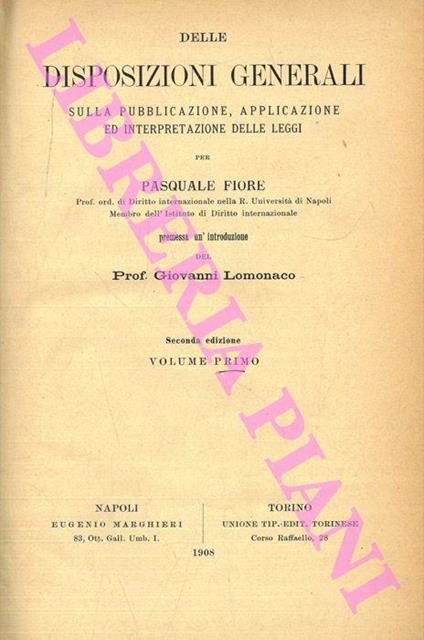 DELLE
DISPOSIZIONI GENERALI
SULLA PUBBLICAZIONE, APPLICAZIONE
ED INTERPRETAZIONE DELLE LEGGI
PER
PASQUALE FIORE
Prof. ord. di Diritto internazionale nella R. Università di Napoli
Membro dell'Istituto di Diritto internazionale
premessa un' introduzione
DEL
Prof. Giovanni Lomonaco
Seconda edizione
VOLUME PRIMO
NAPOLI
EUGENIO MARGHIERI
83, Ott. Gall. Umb. I.
TORINO
UNIONE TIP.-EDIT. TORINESE
Corso Raffaello, 28
1908
LIBRERIA PIANI